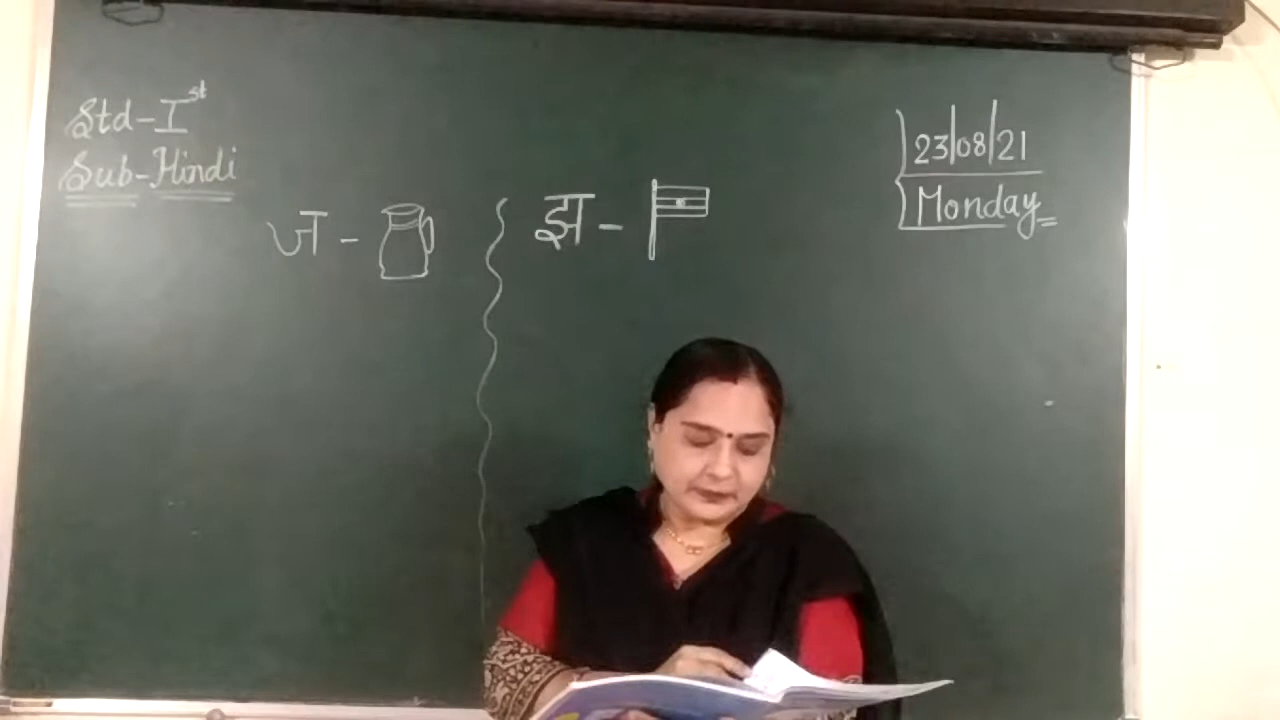 Std-Ist
Sub-Hindi
ज -
झ -
23/08/21
Monday